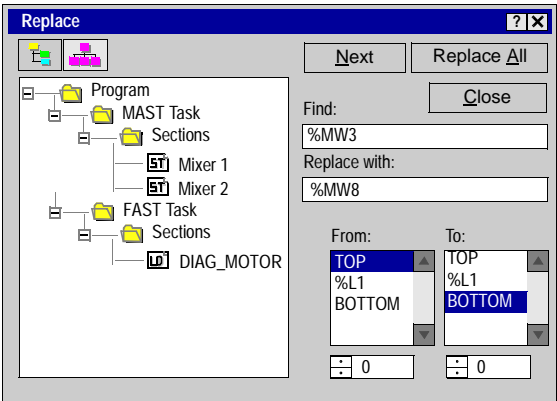 Replace
? X
Next
Replace All
Close
Program
MAST Task
Sections
ST Mixer 1
ST Mixer 2
FAST Task
Sections
LD DIAG_MOTOR
Find:
%MW3
Replace with:
%MW8
From:
TOP
%L1
BOTTOM
0
To:
TOP
%L1
BOTTOM
0